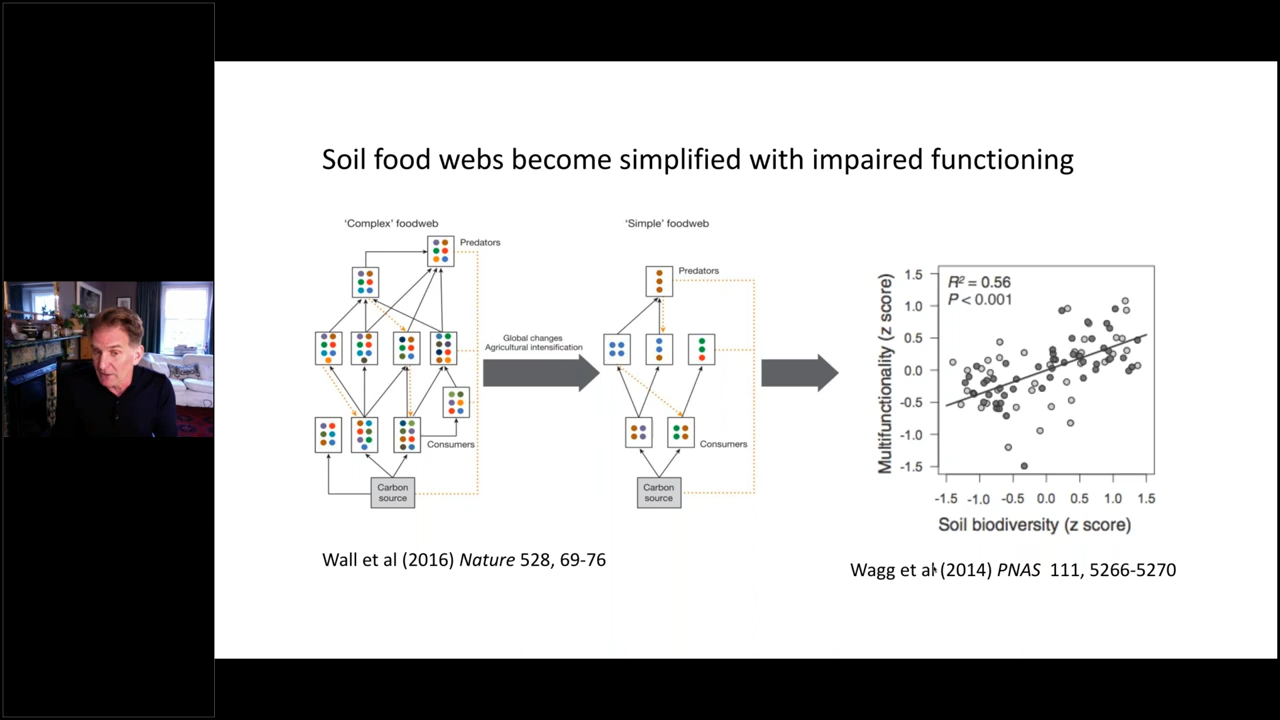 Soil food webs become simplified with impaired functioning
‘Complex’ foodweb
Predators
Consumers
Carbon
source
Global changes
Agricultural intensification
‘Simple’ foodweb
Predators
Consumers
Carbon
source
Wall et al (2016) Nature 528, 69-76
R² = 0.56
P < 0.001
Multifunctionality (z score)
1.5
1.0
0.5
0.0
-0.5
-1.0
-1.5
-1.5 -1.0 -0.5 0.0 0.5 1.0 1.5
Soil biodiversity (z score)
Wagg et al (2014) PNAS 111, 5266-5270